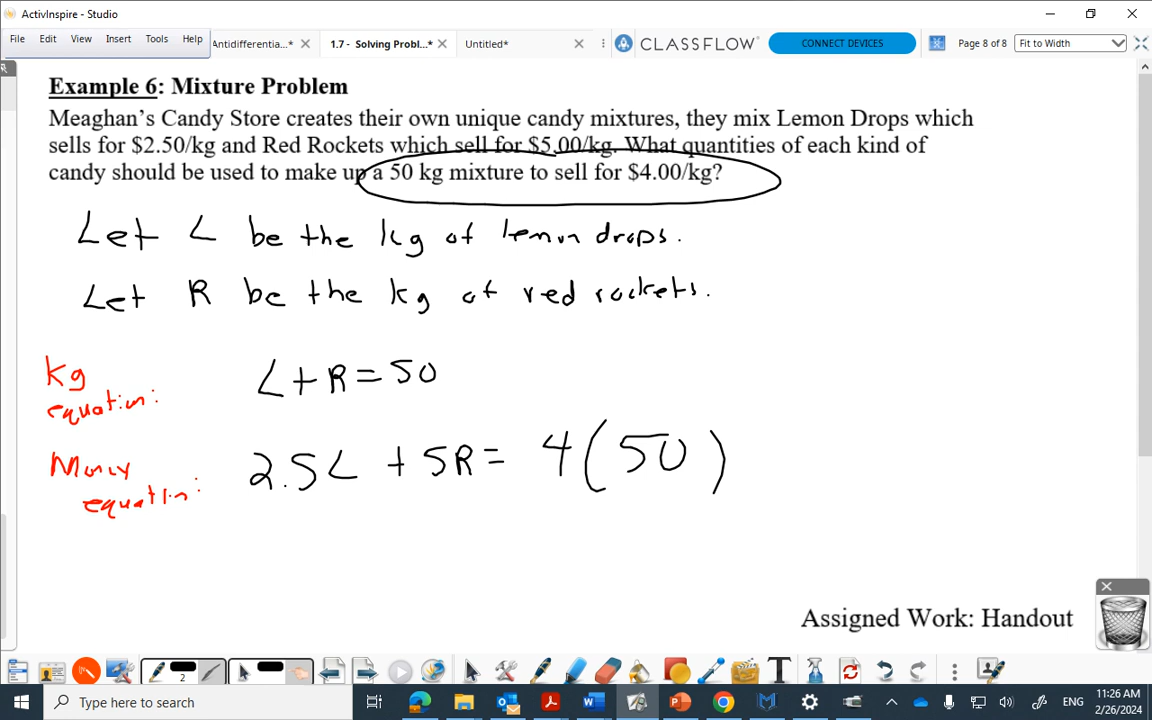 ActivInspire - Studio
File Edit View Insert Tools Help
Antidifferentia...*
1.7 - Solving Probl...*
Untitled*
CLASSFLOW
CONNECT DEVICES
Page 8 of 8
Fit to Width
Example 6: Mixture Problem
Meaghan's Candy Store creates their own unique candy mixtures, they mix Lemon Drops which
sells for $2.50/kg and Red Rockets which sell for $5.00/kg. What quantities of each kind of
candy should be used to make up a 50 kg mixture to sell for $4.00/kg?
Let L be the kg of lemon drops.
Let R be the kg of red rockets.
kg
equation:
L+R=50
Money
equation:
2.5L + 5R = 4(50)
Assigned Work: Handout
2
Type here to search
ENG
11:26 AM
2/26/2024